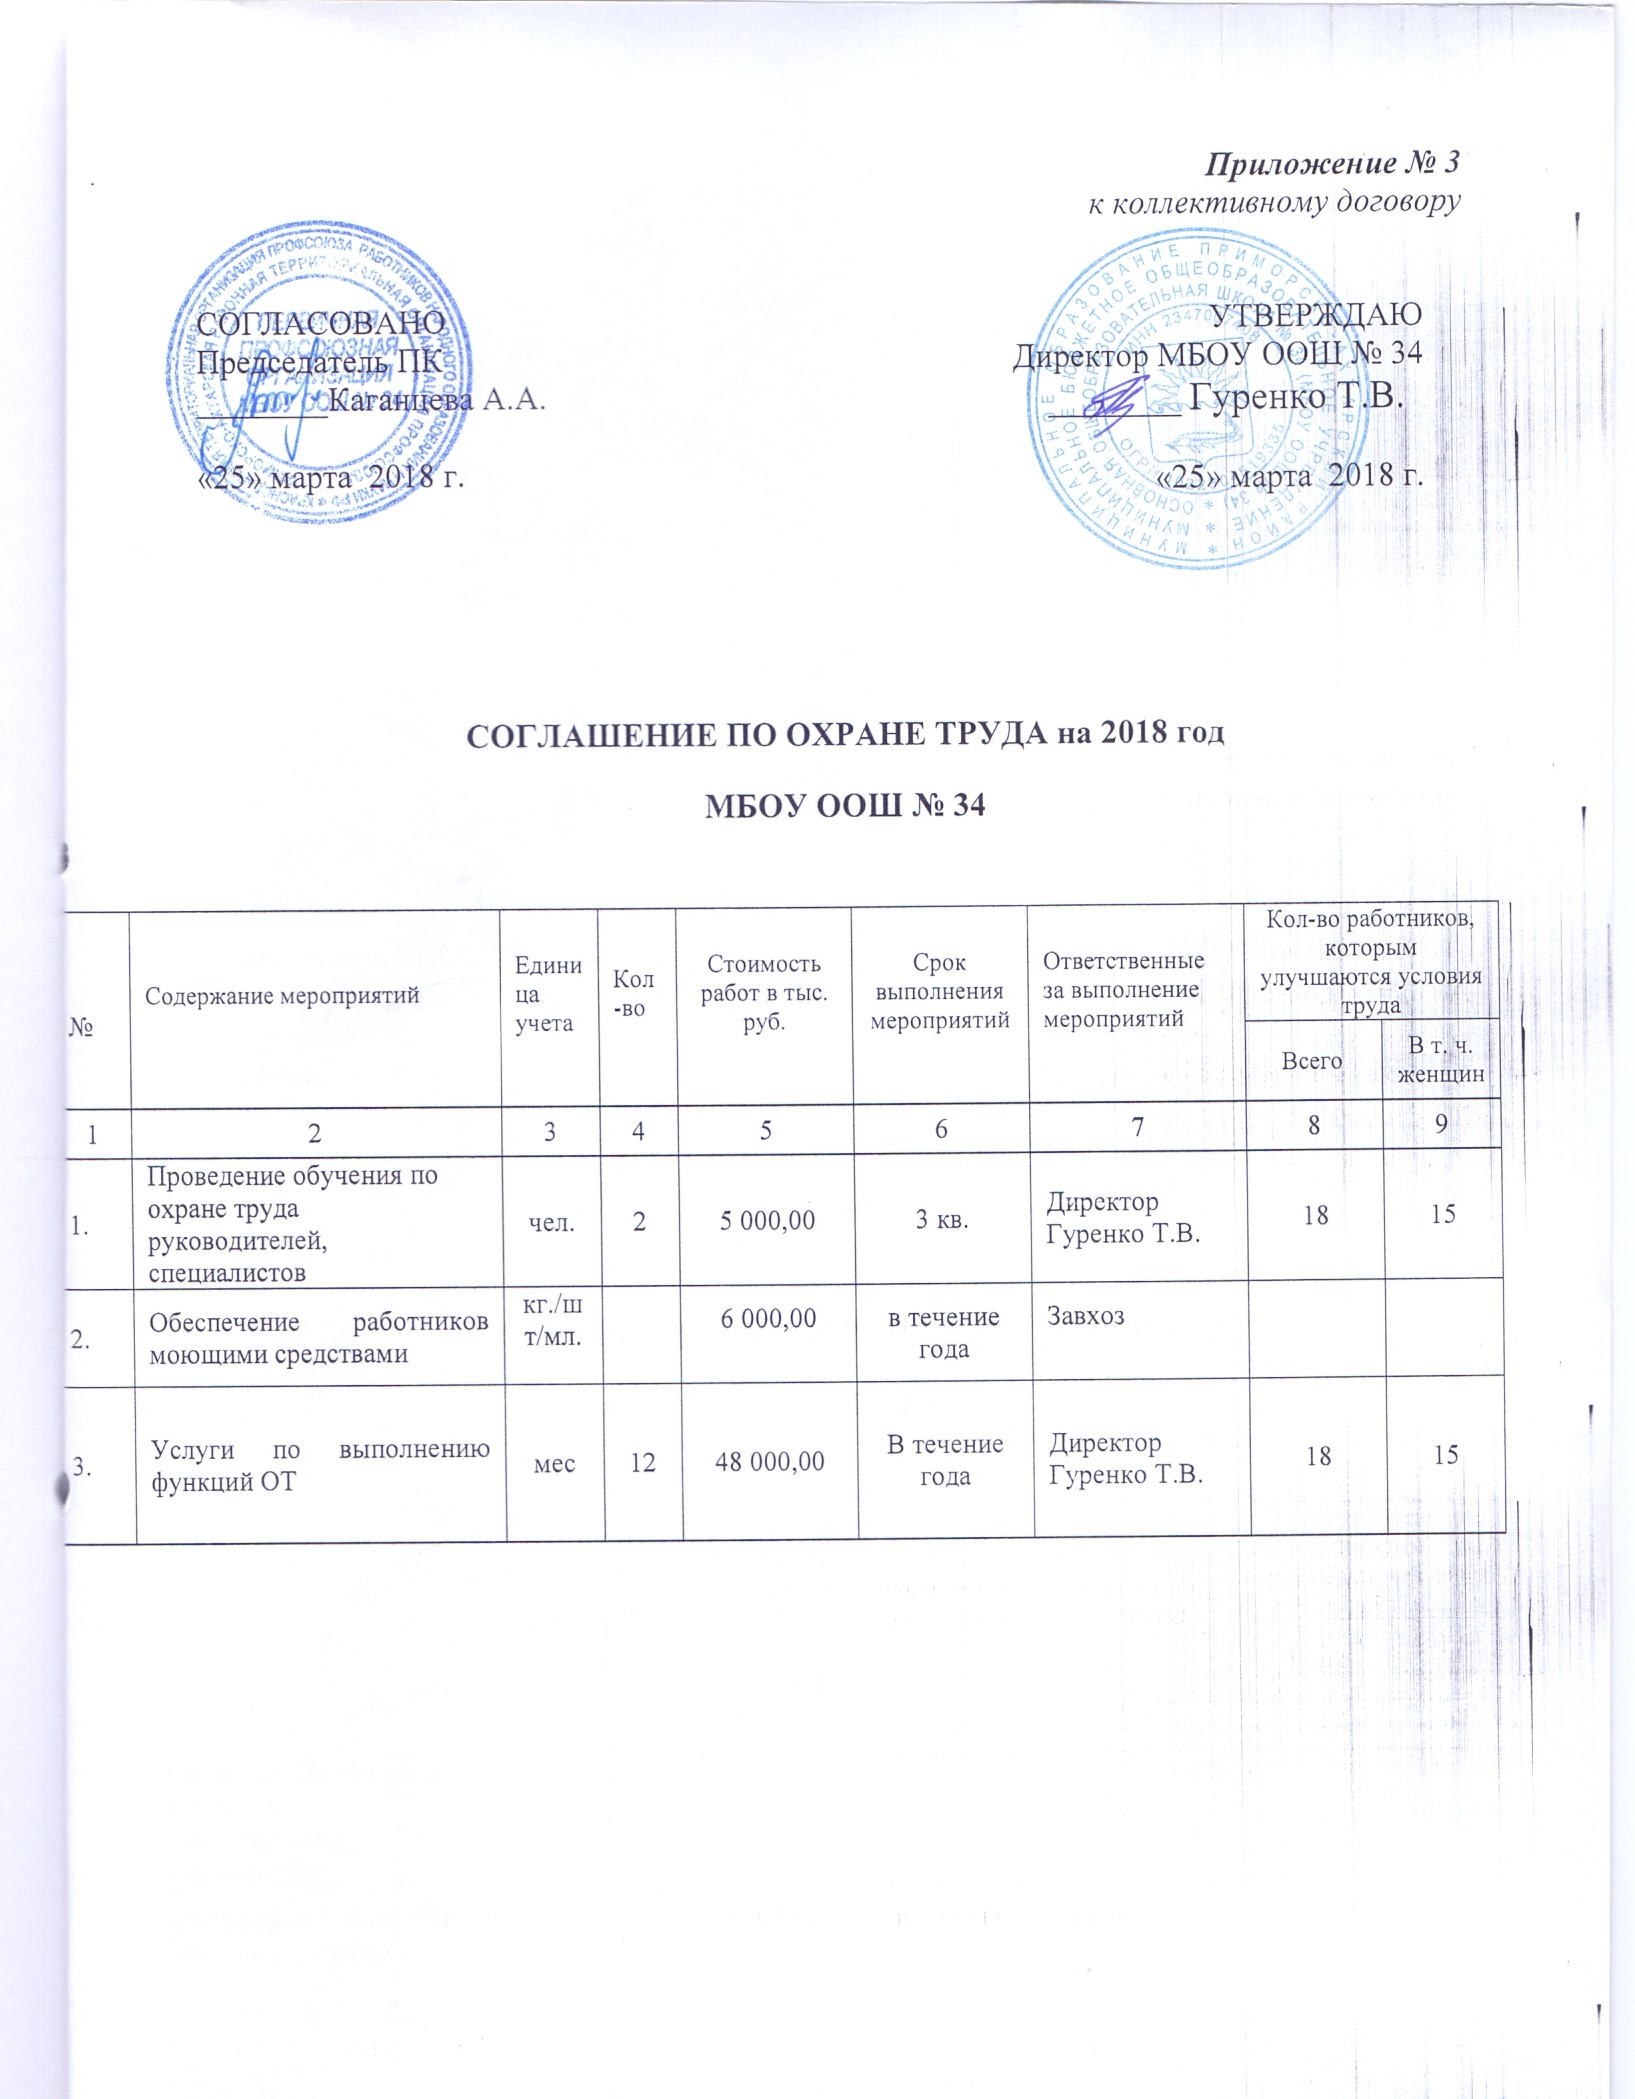 Приложение № 3
к коллективному договору
СОГЛАСОВАНО
Председатель ПК
________Каганцева А.А.
«25» марта 2018 г.
УТВЕРЖДАЮ
Директор МБОУ ООШ № 34
________Гуренко Т.В.
«25» марта 2018 г.
ПРОФСОЮЗНАЯ
ОРГАНИЗАЦИЯ
СОГЛАШЕНИЕ ПО ОХРАНЕ ТРУДА на 2018 год
МБОУ ООШ № 34
№
Содержание мероприятий
Едини
ца
учета
Кол
-во
Стоимость
работ в тыс.
руб.
Срок
выполнения
мероприятий
Ответственные
за выполнение
мероприятий
Кол-во работников,
которым
улучшаются условия
труда
Всего
В т. ч.
женщин
1 2 3 4 5 6 7 8 9
1.
Проведение обучения по
охране труда
руководителей,
специалистов
чел.
2
5 000,00
3 кв.
Директор
Гуренко Т.В.
18
15
2.
Обеспечение работников
моющими средствами
кг./ш
т/мл.
6 000,00
в течение
года
Завхоз
3.
Услуги по выполнению
функций ОТ
мес
12
48 000,00
В течение
года
Директор
Гуренко Т.В.
18
15